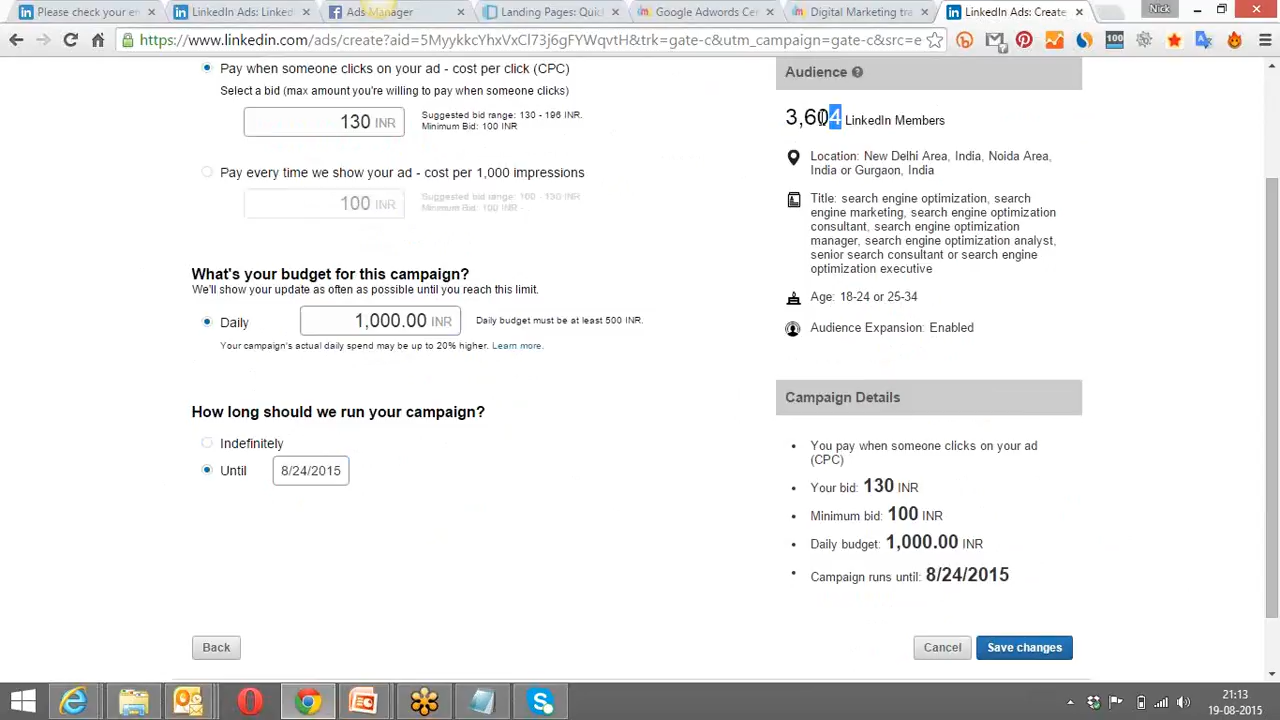 Please check your em
LinkedIn Ads: Linked
Ads Manager
Landing Pages: Quic
Google Adwords Ce
Digital Marketing tra
LinkedIn Ads: Create
Nick
https://www.linkedin.com/ads/create?aid=5MyykkcYhxVxCl73j6gFYWqvt&trk=gate-c&utm_campaign=gate-c&src=e
Pay when someone clicks on your ad - cost per click (CPC)
Select a bid (max amount you're willing to pay when someone clicks)
130 INR
Suggested bid range: 130 - 196 INR.
Minimum Bid: 100 INR
Pay every time we show your ad - cost per 1,000 impressions
100 INR
Suggested bid range: 100 - 130 INR
Minimum Bid: 100 INR -
What's your budget for this campaign?
We'll show your update as often as possible until you reach this limit.
Daily
1,000.00 INR
Daily budget must be at least 500 INR.
Your campaign's actual daily spend may be up to 20% higher. Learn more.
How long should we run your campaign?
Indefinitely
Until
8/24/2015
Back
Audience
3,604 LinkedIn Members
Location: New Delhi Area, India, Noida Area,
India or Gurgaon, India
Title: search engine optimization, search
engine marketing, search engine optimization
consultant, search engine optimization
manager, search engine optimization analyst,
senior search consultant or search engine
optimization executive
Age: 18-24 or 25-34
Audience Expansion: Enabled
Campaign Details
You pay when someone clicks on your ad
(CPC)
Your bid: 130 INR
Minimum bid: 100 INR
Daily budget: 1,000.00 INR
Campaign runs until: 8/24/2015
Cancel
Save changes
21:13
19-08-2015